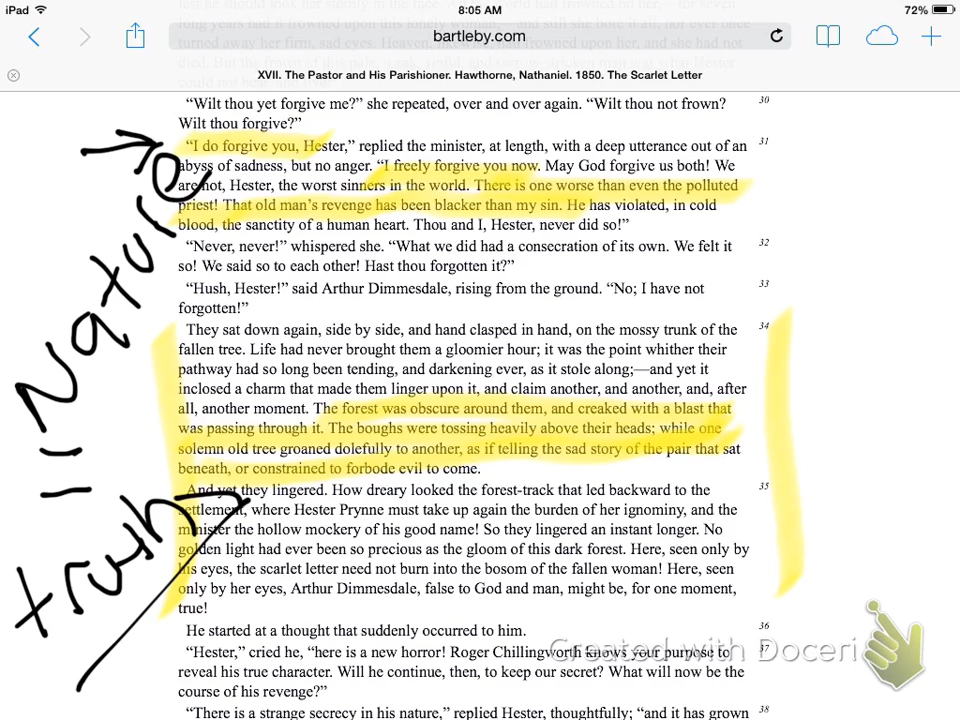 iPad 8:05 AM 72%
bartleby.com
XVII. The Pastor and His Parishioner. Hawthorne, Nathaniel. 1850. The Scarlet Letter
turned away her firm, sad eyes. Heaven, likewise, had frowned upon her, and she had not
“Wilt thou yet forgive me?” she repeated, over and over again. “Wilt thou not frown? 30
Wilt thou forgive?”
“I do forgive you, Hester,” replied the minister, at length, with a deep utterance out of an 31
abyss of sadness, but no anger. “I freely forgive you now. May God forgive us both! We
are not, Hester, the worst sinners in the world. There is one worse than even the polluted
priest! That old man’s revenge has been blacker than my sin. He has violated, in cold
blood, the sanctity of a human heart. Thou and I, Hester, never did so!”
“Never, never!” whispered she. “What we did had a consecration of its own. We felt it 32
so! We said so to each other! Hast thou forgotten it?”
“Hush, Hester!” said Arthur Dimmesdale, rising from the ground. “No; I have not 33
forgotten!”
They sat down again, side by side, and hand clasped in hand, on the mossy trunk of the 34
fallen tree. Life had never brought them a gloomier hour; it was the point whither their
pathway had so long been tending, and darkening ever, as it stole along;—and yet it
inclosed a charm that made them linger upon it, and claim another, and another, and, after
all, another moment. The forest was obscure around them, and creaked with a blast that
was passing through it. The boughs were tossing heavily above their heads; while one
solemn old tree groaned dolefully to another, as if telling the sad story of the pair that sat
beneath, or constrained to forbode evil to come.
And yet they lingered. How dreary looked the forest-track that led backward to the 35
settlement, where Hester Prynne must take up again the burden of her ignominy, and the
minister the hollow mockery of his good name! So they lingered an instant longer. No
golden light had ever been so precious as the gloom of this dark forest. Here, seen only by
his eyes, the scarlet letter need not burn into the bosom of the fallen woman! Here, seen
only by her eyes, Arthur Dimmesdale, false to God and man, might be, for one moment,
true!
He started at a thought that suddenly occurred to him. 36
“Hester,” cried he, “here is a new horror! Roger Chillingworth knows your purpose to 37
reveal his true character. Will he continue, then, to keep our secret? What will now be the
course of his revenge?”
“There is a strange secrecy in his nature,” replied Hester, thoughtfully; “and it has grown 38
truth = Nature
Created with Doceri